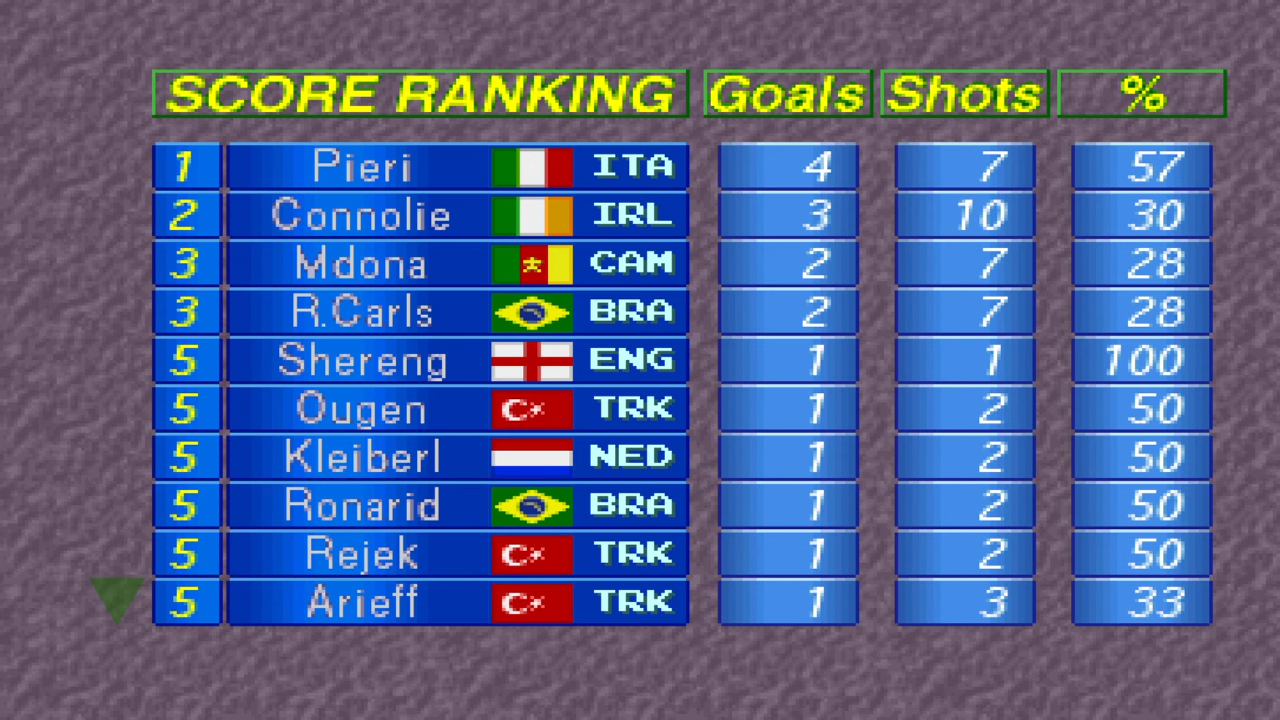 SCORE RANKING Goals Shots %
1 Pieri ITA 4 7 57
2 Connolie IRL 3 10 30
3 Mdona CAM 2 7 28
3 R.Carls BRA 2 7 28
5 Shereng ENG 1 1 100
5 Ougen TRK 1 2 50
5 Kleiberl NED 1 2 50
5 Ronarid BRA 1 2 50
5 Rejek TRK 1 2 50
5 Arieff TRK 1 3 33